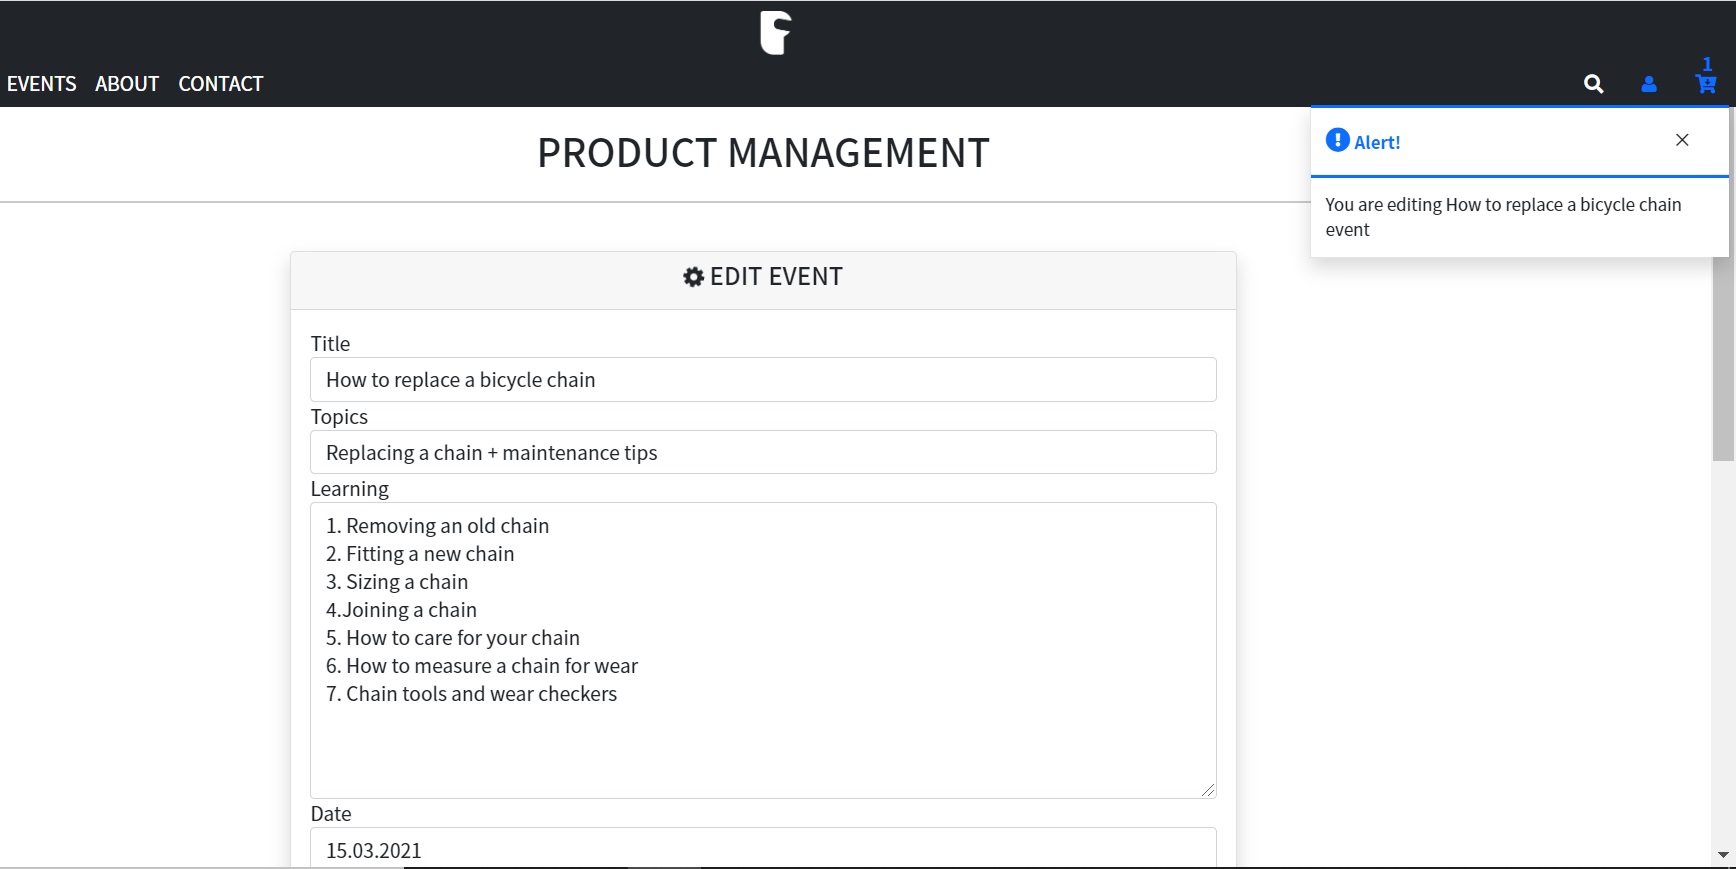 EVENTS ABOUT CONTACT
1
PRODUCT MANAGEMENT
Alert!
You are editing How to replace a bicycle chain
event
EDIT EVENT
Title
How to replace a bicycle chain
Topics
Replacing a chain + maintenance tips
Learning
1. Removing an old chain
2. Fitting a new chain
3. Sizing a chain
4.Joining a chain
5. How to care for your chain
6. How to measure a chain for wear
7. Chain tools and wear checkers
Date
15.03.2021